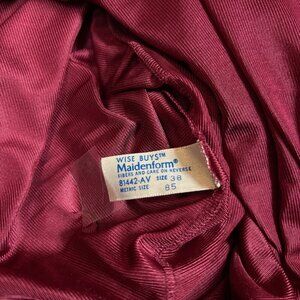 WISE BUYS™
Maidenform®
FIBERS AND CARE ON REVERSE
81442-AV SIZE 38
METRIC SIZE 85